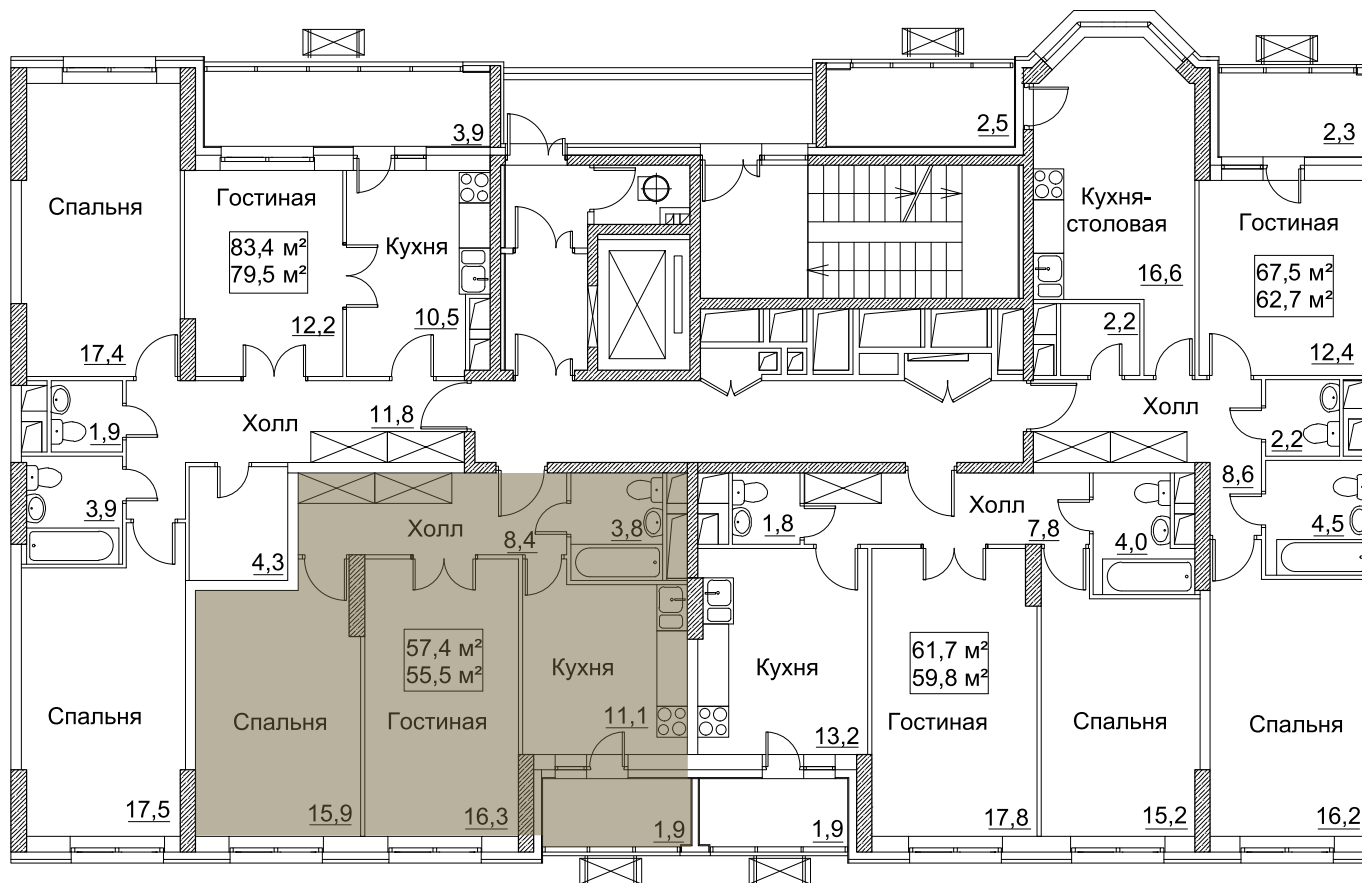 3,9
2,5
2,3
Спальня
17,4
Гостиная
83,4 м²
79,5 м²
12,2
Кухня
10,5
Кухня-
столовая
16,6
2,2
Гостиная
67,5 м²
62,7 м²
12,4
1,9
Холл
11,8
Холл
2,2
8,6
3,9
4,3
Холл
8,4
3,8
1,8
Холл
7,8
4,0
4,5
Спальня
17,5
Спальня
15,9
57,4 м²
55,5 м²
Гостиная
16,3
Кухня
11,1
1,9
Кухня
13,2
1,9
61,7 м²
59,8 м²
Гостиная
17,8
Спальня
15,2
Спальня
16,2